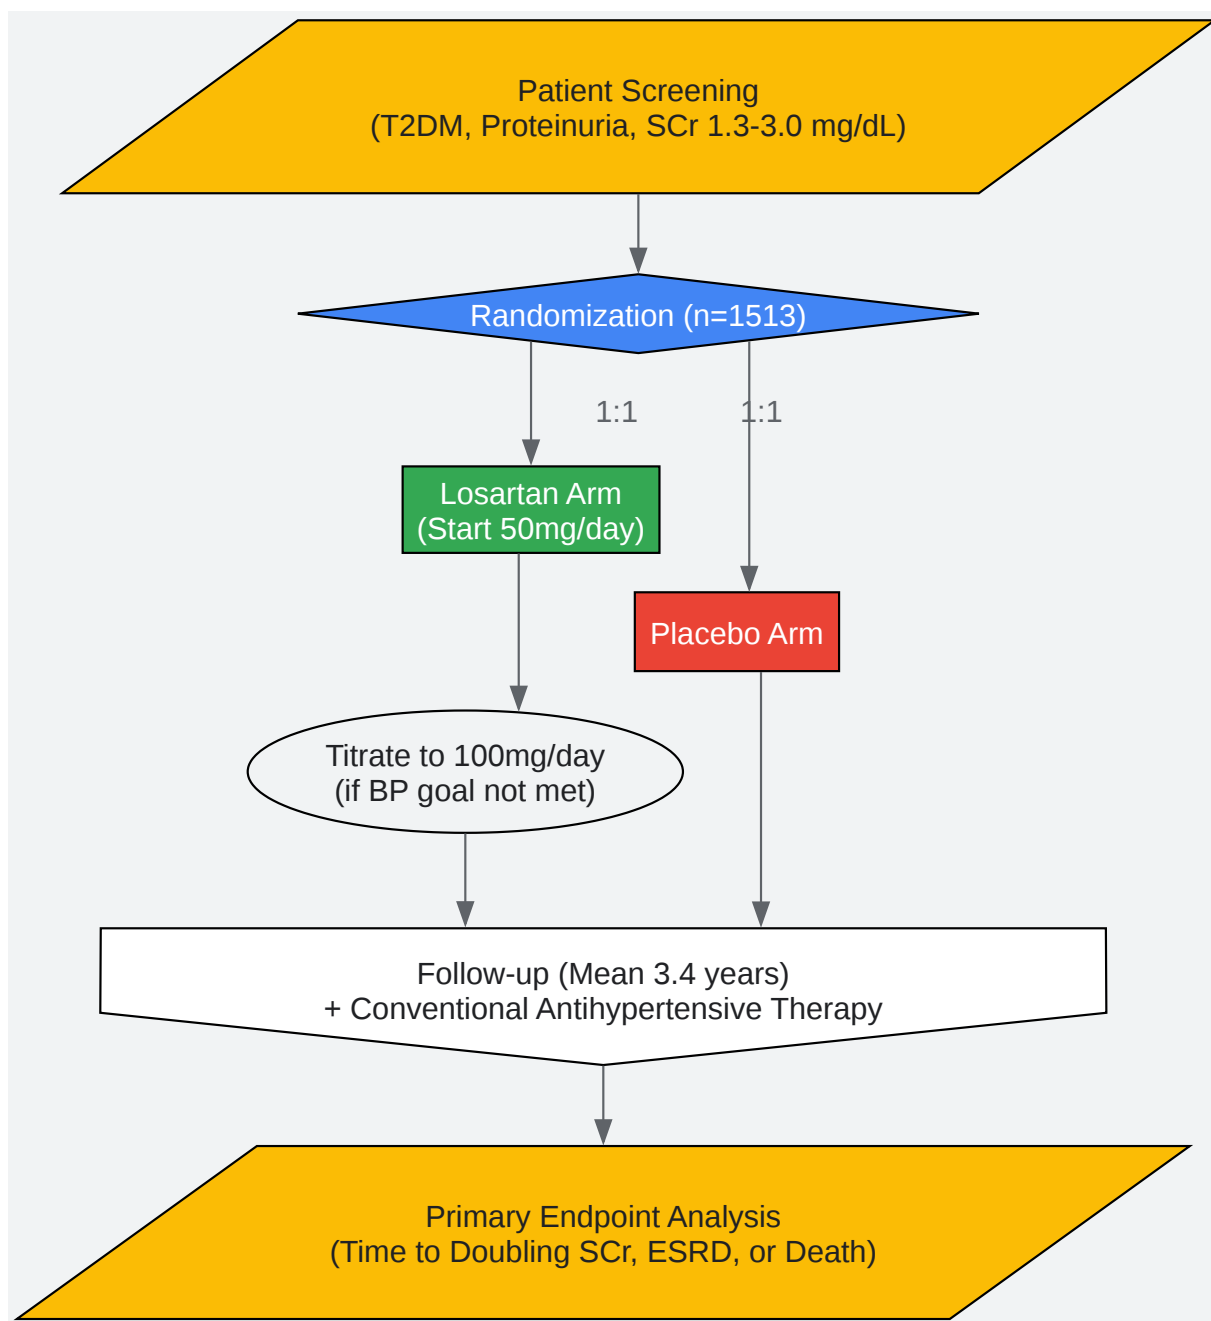 Patient Screening
(T2DM, Proteinuria, SCr 1.3-3.0 mg/dL)
Randomization (n=1513)
1:1
1:1
Losartan Arm
(Start 50mg/day)
Placebo Arm
Titrate to 100mg/day
(if BP goal not met)
Follow-up (Mean 3.4 years)
+ Conventional Antihypertensive Therapy
Primary Endpoint Analysis
(Time to Doubling SCr, ESRD, or Death)